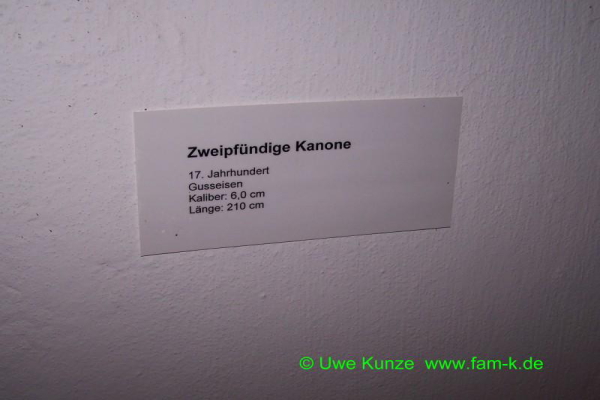 Zweipfündige Kanone
17. Jahrhundert
Gusseisen
Kaliber: 6,0 cm
Länge: 210 cm
© Uwe Kunze www.fam-k.de